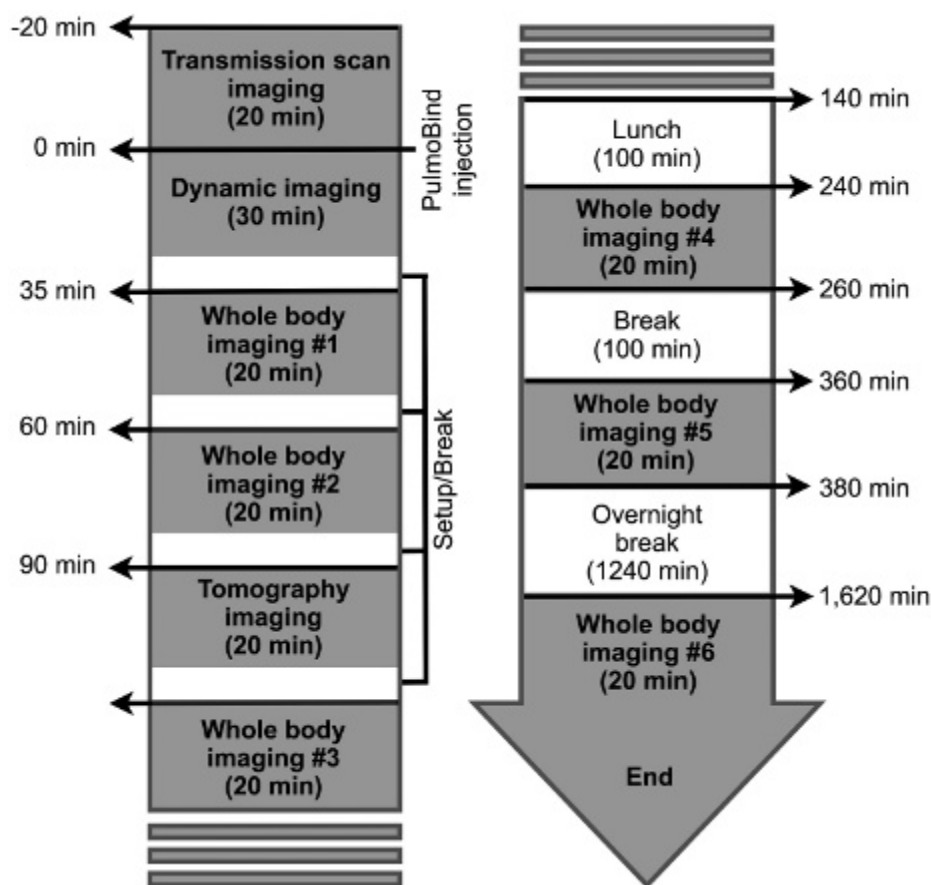 -20 min
Transmission scan
imaging
(20 min)
0 min
PulmoBind
injection
Dynamic imaging
(30 min)
35 min
Whole body
imaging #1
(20 min)
60 min
Whole body
imaging #2
(20 min)
Setup/Break
90 min
Tomography
imaging
(20 min)
Whole body
imaging #3
(20 min)
140 min
Lunch
(100 min)
240 min
Whole body
imaging #4
(20 min)
260 min
Break
(100 min)
360 min
Whole body
imaging #5
(20 min)
380 min
Overnight
break
(1240 min)
1,620 min
Whole body
imaging #6
(20 min)
End